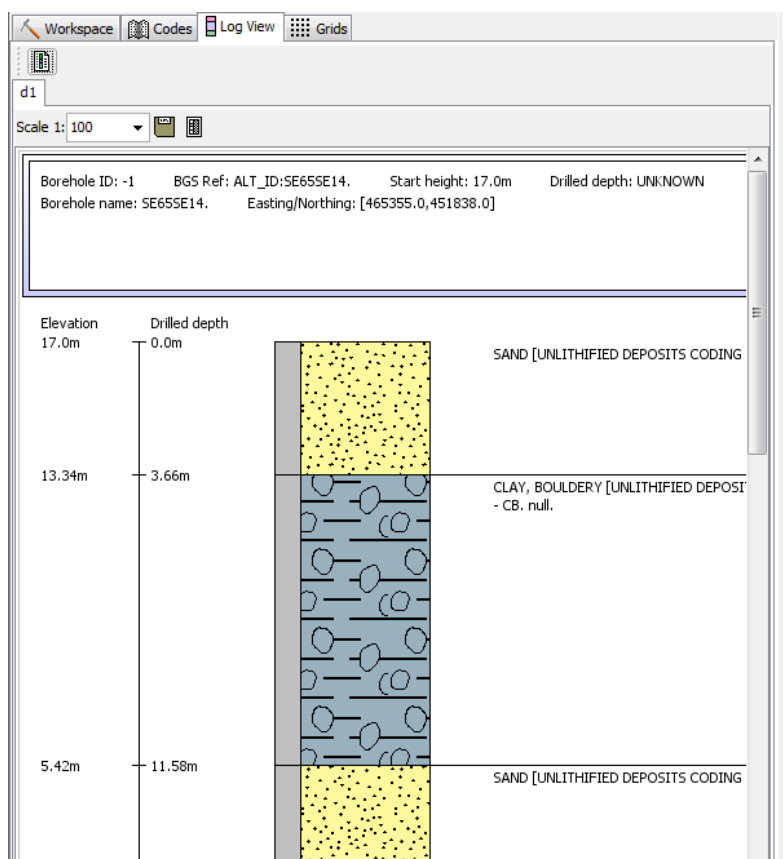 Workspace Codes Log View Grids
d1
Scale 1: 100
Borehole ID: -1 BGS Ref: ALT_ID:SE65SE14. Start height: 17.0m Drilled depth: UNKNOWN
Borehole name: SE65SE14. Easting/Northing: [465355.0,451838.0]
Elevation Drilled depth
17.0m 0.0m
SAND [UNLITHIFIED DEPOSITS CODING
13.34m 3.66m
CLAY, BOULDERY [UNLITHIFIED DEPOSI
- CB. null.
5.42m 11.58m
SAND [UNLITHIFIED DEPOSITS CODING